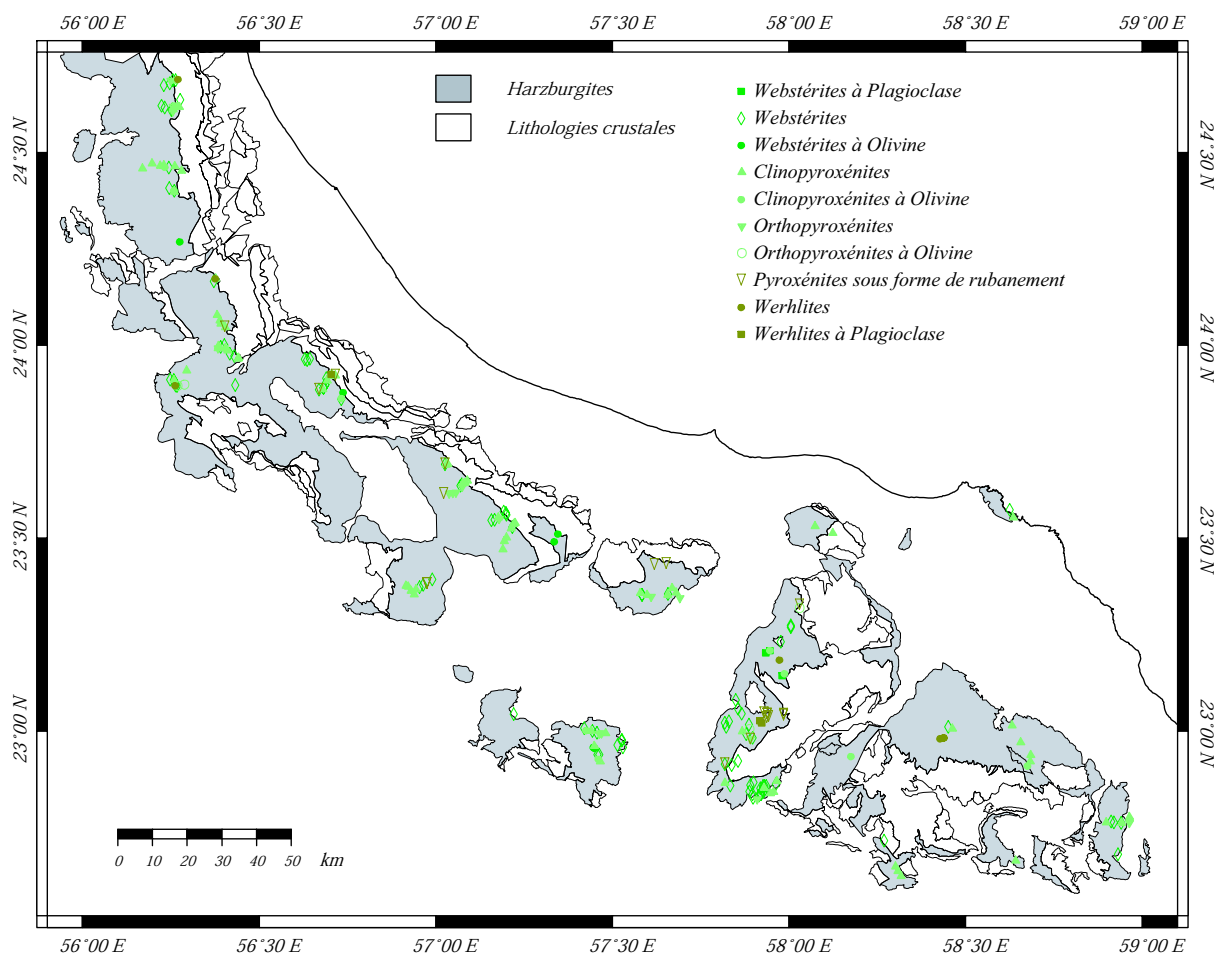 56°00' E 56°30' E 57°00' E 57°30' E 58°00' E 58°30' E 59°00' E
24°30' N
24°00' N
23°30' N
23°00' N
Harzburgites
Lithologies crustales
Webstérites à Plagioclase
Webstérites
Webstérites à Olivine
Clinopyroxénites
Clinopyroxénites à Olivine
Orthopyroxénites
Orthopyroxénites à Olivine
Pyroxénites sous forme de rubanement
Werhlites
Werhlites à Plagioclase
24°30' N
24°00' N
23°30' N
23°00' N
0 10 20 30 40 50 km
56°00' E 56°30' E 57°00' E 57°30' E 58°00' E 58°30' E 59°00' E